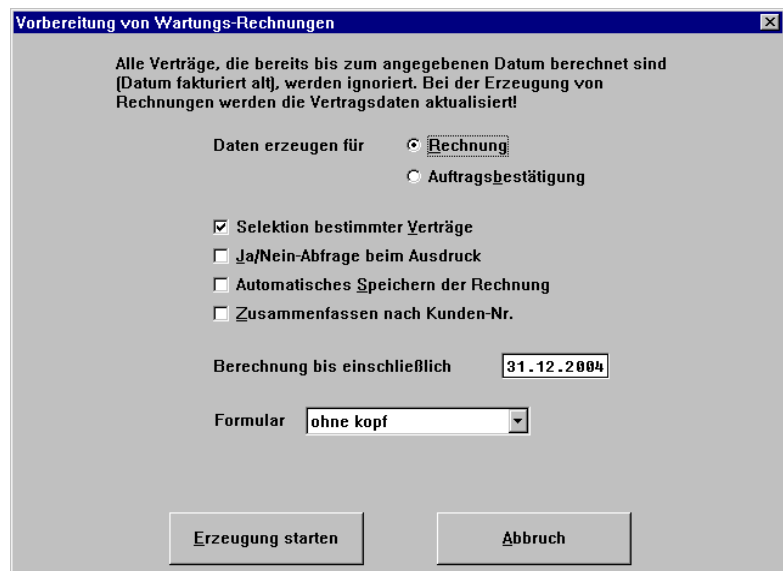 Vorbereitung von Wartungs-Rechnungen
Alle Verträge, die bereits bis zum angegebenen Datum berechnet sind
(Datum fakturiert alt), werden ignoriert. Bei der Erzeugung von
Rechnungen werden die Vertragsdaten aktualisiert!
Daten erzeugen für Rechnung
Auftragsbestätigung
Selektion bestimmter Verträge
Ja/Nein-Abfrage beim Ausdruck
Automatisches Speichern der Rechnung
Zusammenfassen nach Kunden-Nr.
Berechnung bis einschließlich 31.12.2004
Formular ohne kopf
Erzeugung starten Abbruch